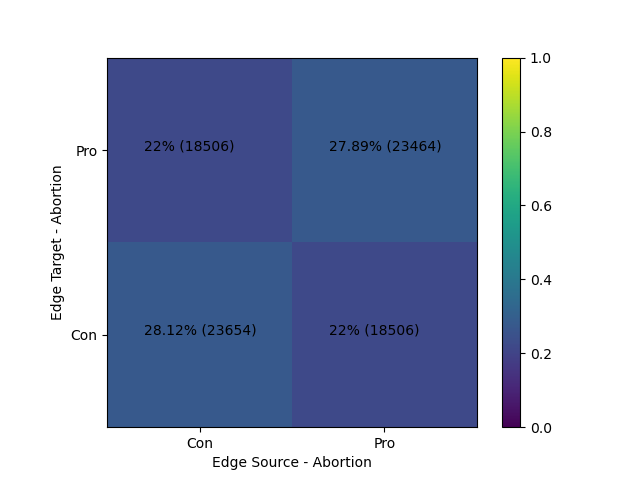 1.0
Pro
22% (18506)
27.89% (23464)
0.8
0.6
Edge Target - Abortion
0.4
Con
28.12% (23654)
22% (18506)
0.2
0.0
Con
Pro
Edge Source - Abortion